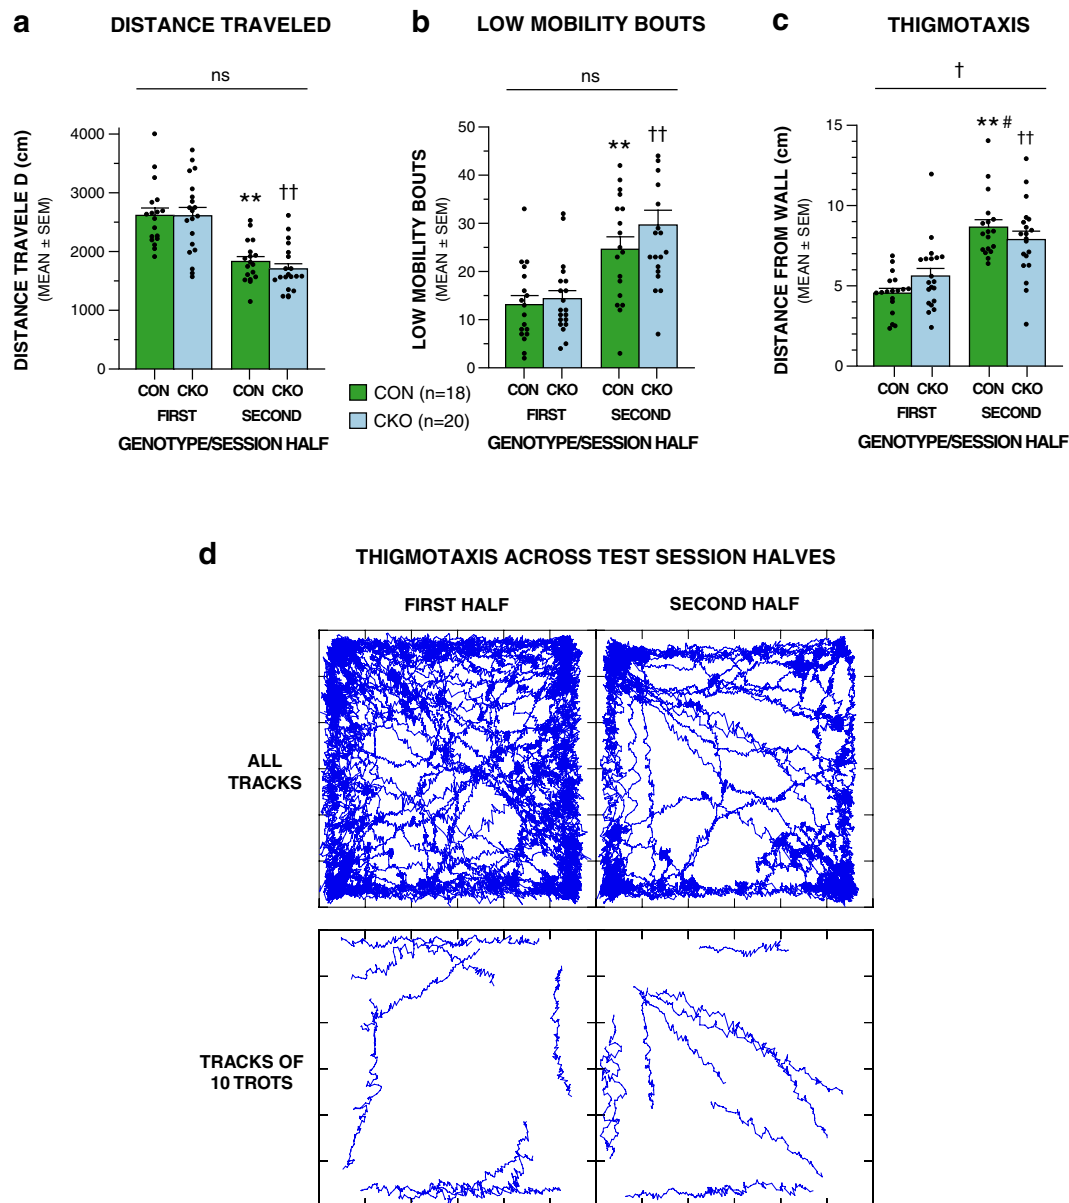 a DISTANCE TRAVELED
ns
DISTANCE TRAVELE D (cm)
(MEAN ± SEM)
4000
3000
2000
1000
0
** ††
CON CKO CON CKO
FIRST SECOND
GENOTYPE/SESSION HALF
b LOW MOBILITY BOUTS
ns
LOW MOBILITY BOUTS
(MEAN ± SEM)
50
40
30
20
10
0
** ††
CON CKO CON CKO
FIRST SECOND
GENOTYPE/SESSION HALF
CON (n=18)
CKO (n=20)
c THIGMOTAXIS
†
DISTANCE FROM WALL (cm)
(MEAN ± SEM)
15
10
5
0
** # ††
CON CKO CON CKO
FIRST SECOND
GENOTYPE/SESSION HALF
d THIGMOTAXIS ACROSS TEST SESSION HALVES
FIRST HALF SECOND HALF
ALL
TRACKS
TRACKS OF
10 TROTS